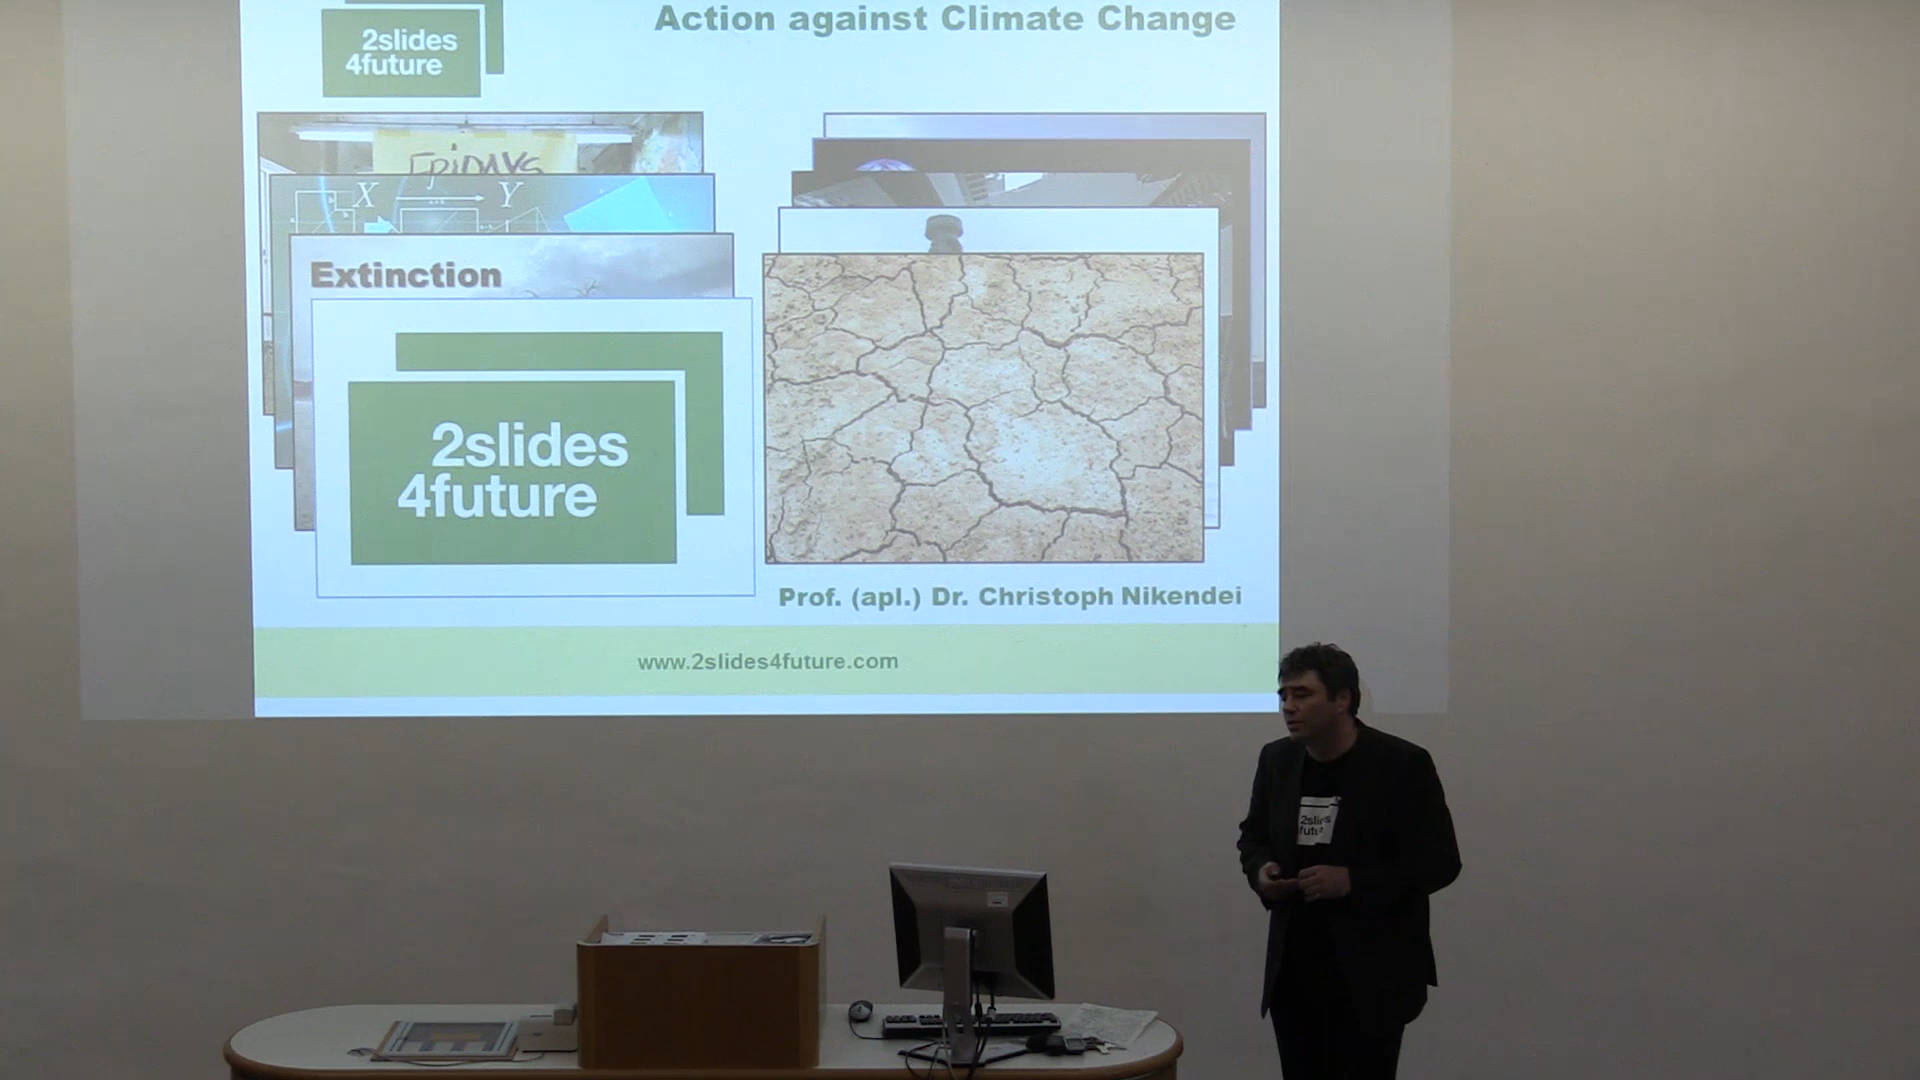 Action against Climate Change
2slides
4future
FRIDAYS
X
Y
Extinction
2slides
4future
Prof. (apl.) Dr. Christoph Nikendei
www.2slides4future.com